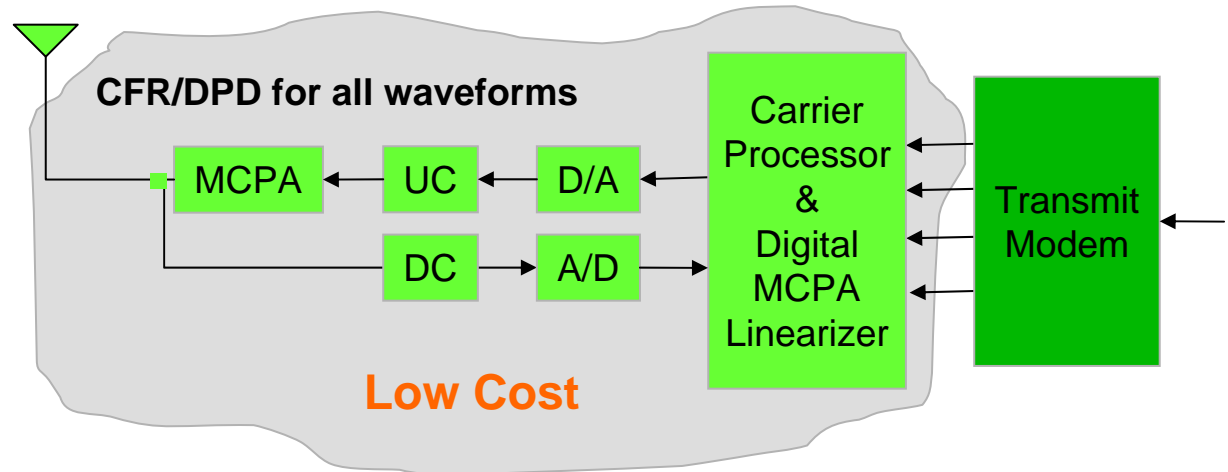 CFR/DPD for all waveforms
MCPA
UC
D/A
DC
A/D
Carrier
Processor
&
Digital
MCPA
Linearizer
Transmit
Modem
Low Cost